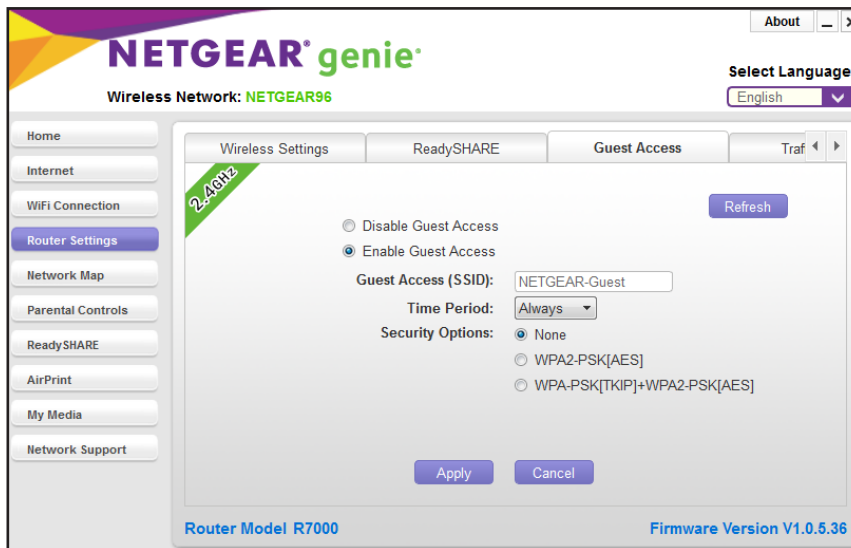 About
NETGEAR® genie®
Select Language
Wireless Network: NETGEAR96
English
Home
Internet
WiFi Connection
Router Settings
Network Map
Parental Controls
ReadySHARE
AirPrint
My Media
Network Support
Wireless Settings
ReadySHARE
Guest Access
Traf
2.4GHz
Refresh
Disable Guest Access
Enable Guest Access
Guest Access (SSID): NETGEAR-Guest
Time Period: Always
Security Options: None
WPA2-PSK[AES]
WPA-PSK[TKIP]+WPA2-PSK[AES]
Apply
Cancel
Router Model R7000
Firmware Version V1.0.5.36